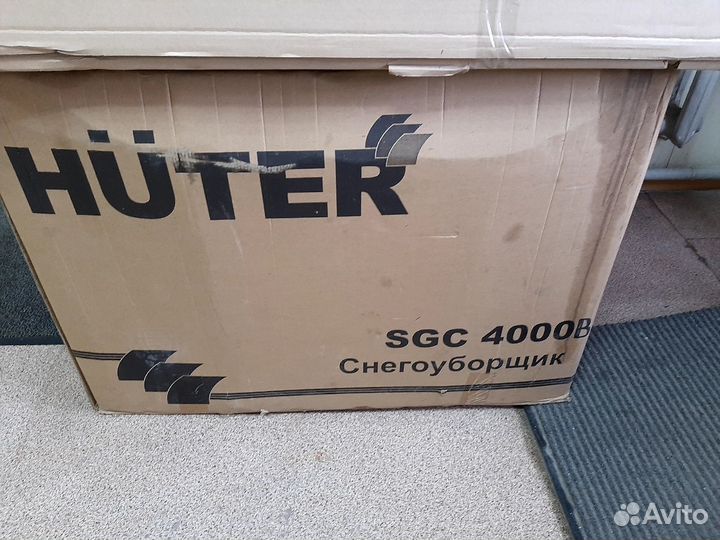 HÜTER
SGC 4000B
Снегоуборщик
Avito